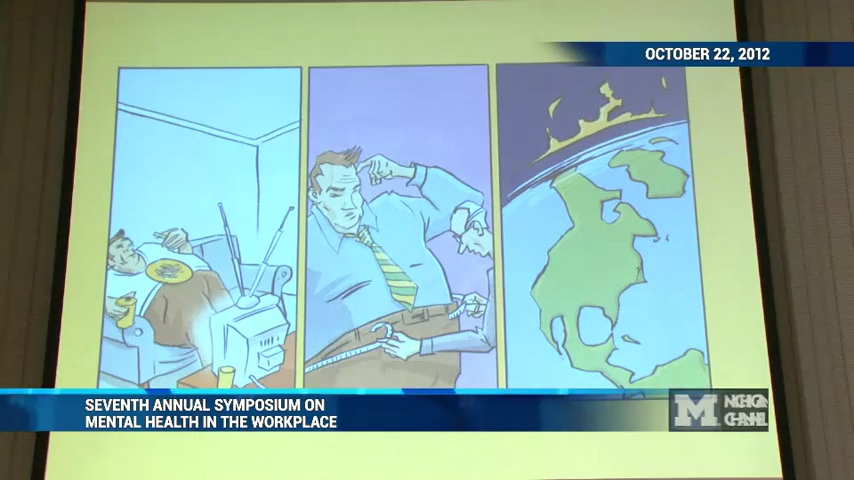 OCTOBER 22, 2012
SEVENTH ANNUAL SYMPOSIUM ON
MENTAL HEALTH IN THE WORKPLACE
M